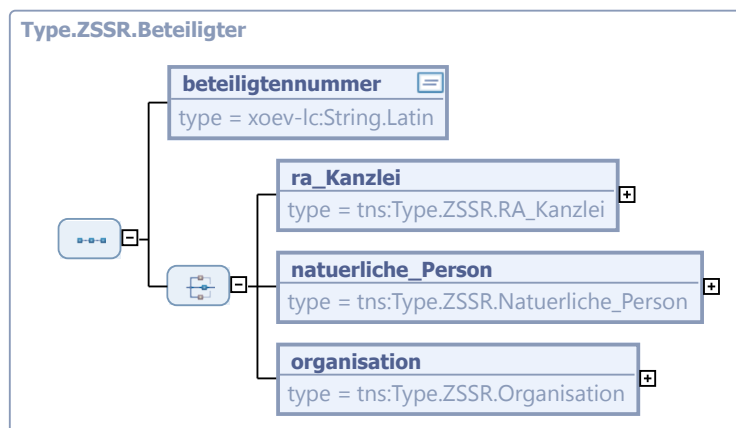 Type.ZSSR.Beteiligter
beteiligtennummer
type = xoev-lc:String.Latin
ra_Kanzlei
type = tns:Type.ZSSR.RA_Kanzlei
natuerliche_Person
type = tns:Type.ZSSR.Natuerliche_Person
organisation
type = tns:Type.ZSSR.Organisation